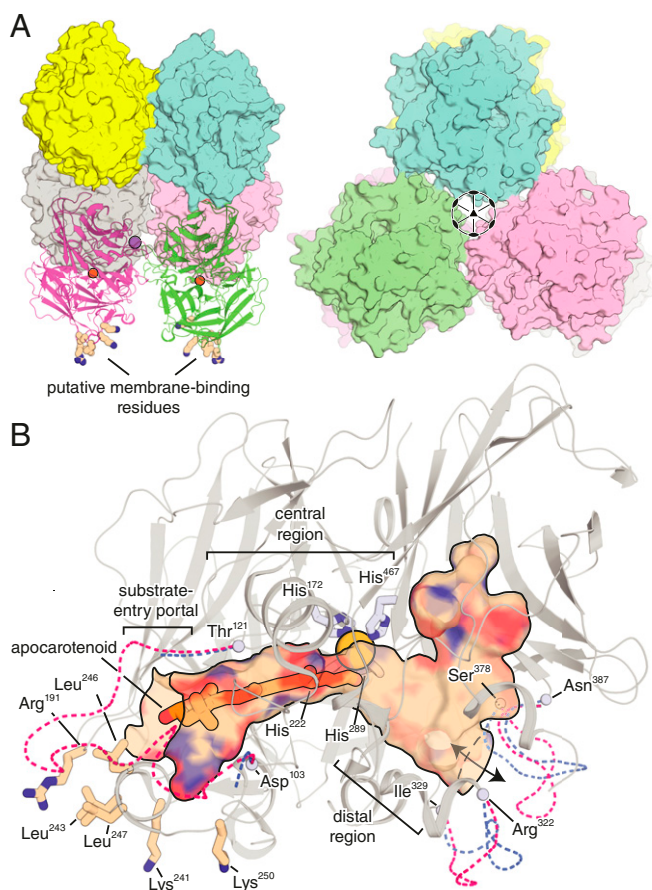 A
putative membrane-binding
residues
B
central
region
substrate-
entry portal
His172
His467
Thr121
apocarotenoid
Leu246
Arg191
Ser378
Asn387
His222
His289
Asp103
Ile329
Leu243
Leu247
distal
region
Arg322
Lys241
Lys250